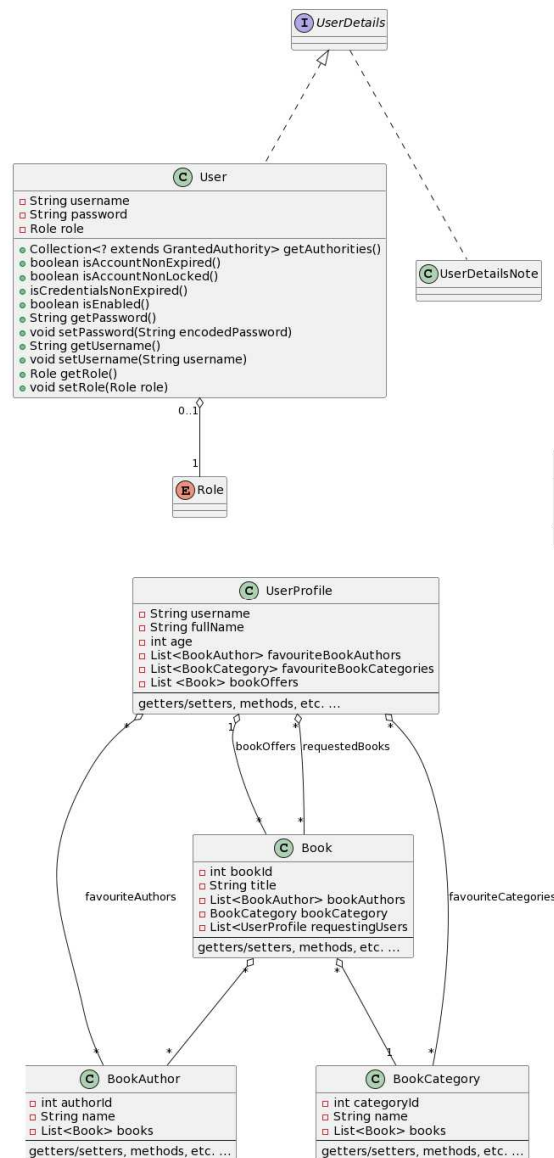 I UserDetails
C User
String username
String password
Role role
Collection<? extends GrantedAuthority> getAuthorities()
boolean isAccountNonExpired()
boolean isAccountNonLocked()
isCredentialsNonExpired()
boolean isEnabled()
String getPassword()
void setPassword(String encodedPassword)
String getUsername()
void setUsername(String username)
Role getRole()
void setRole(Role role)
C UserDetailsNote
0..1
1
E Role
C UserProfile
String username
String fullName
int age
List<BookAuthor> favouriteBookAuthors
List<BookCategory> favouriteBookCategories
List <Book> bookOffers
getters/setters, methods, etc. ...
* 1 * *
bookOffers requestedBooks
* *
C Book
int bookId
String title
List<BookAuthor> bookAuthors
BookCategory bookCategory
List<UserProfile requestingUsers
getters/setters, methods, etc. ...
favouriteAuthors
favouriteCategories
* *
* * 1 *
C BookAuthor
int authorId
String name
List<Book> books
getters/setters, methods, etc. ...
C BookCategory
int categoryId
String name
List<Book> books
getters/setters, methods, etc. ...